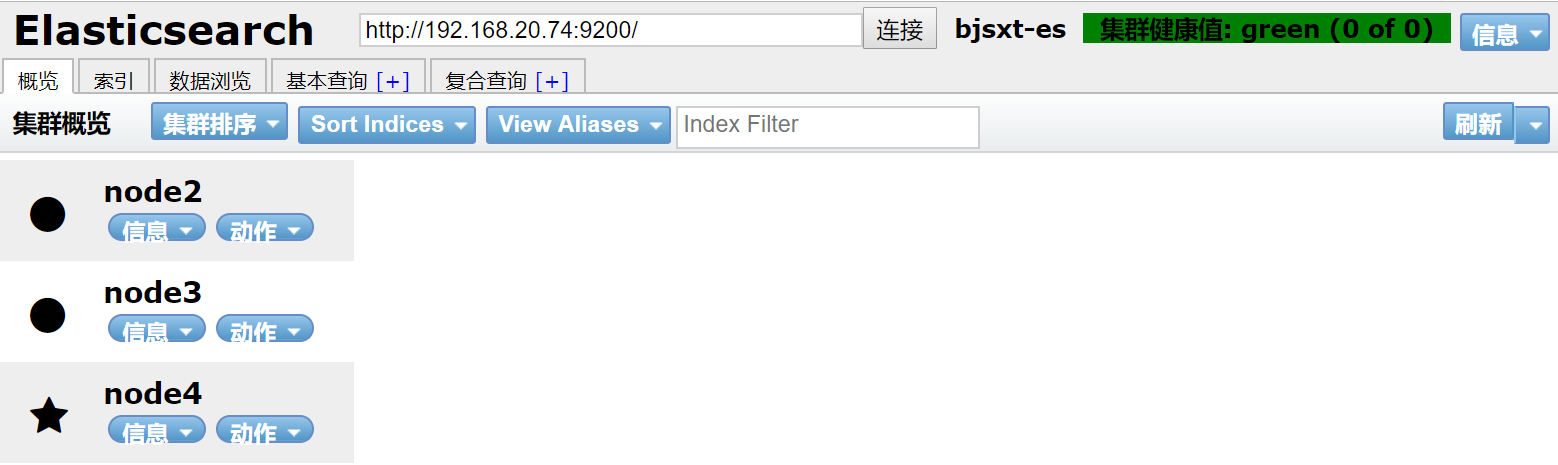 Elasticsearch http://192.168.20.74:9200/ 连接 bjsxt-es 集群健康值: green (0 of 0) 信息
概览 索引 数据浏览 基本查询 [+] 复合查询 [+]
集群概览 集群排序 Sort Indices View Aliases Index Filter 刷新
node2
信息 动作
node3
信息 动作
node4
信息 动作